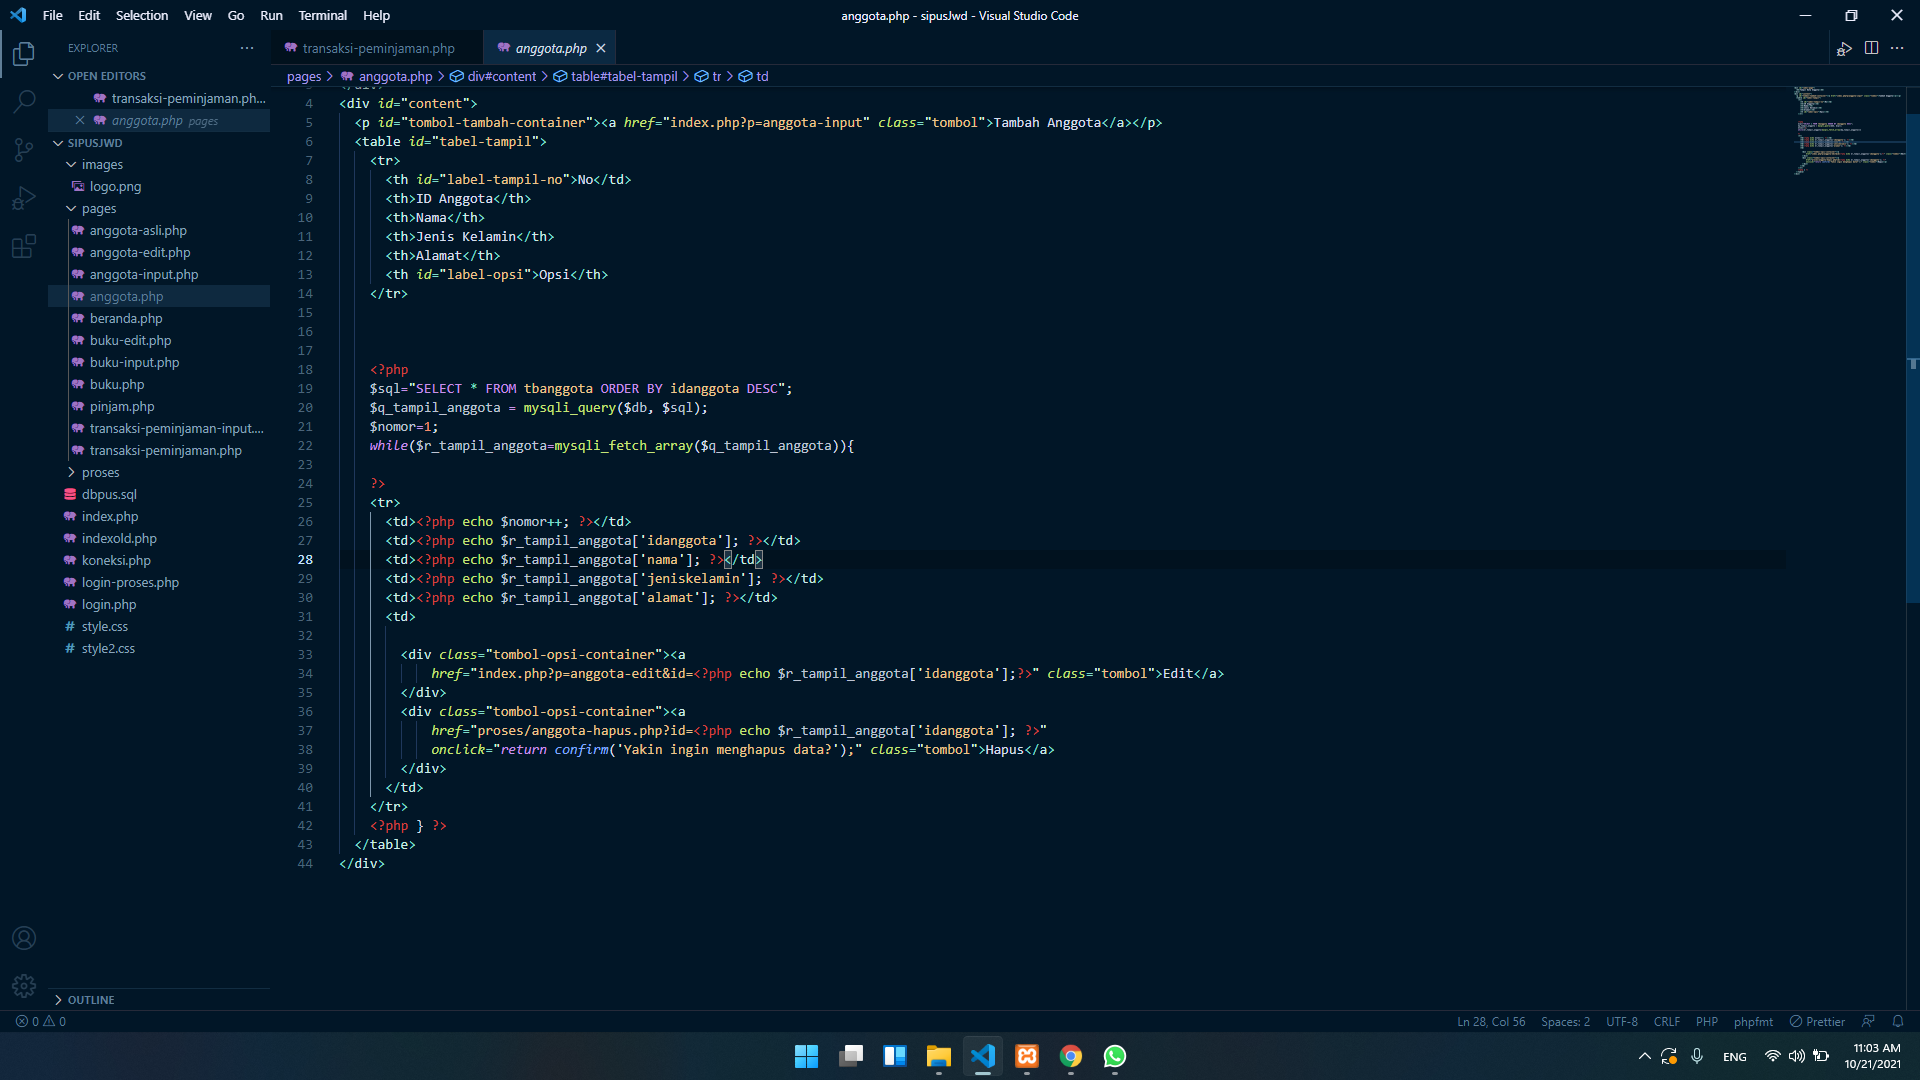 File Edit Selection View Go Run Terminal Help
anggota.php - sipusJwd - Visual Studio Code
EXPLORER
OPEN EDITORS
transaksi-peminjaman.ph...
anggota.php pages
SIPUSJWD
images
logo.png
pages
anggota-asli.php
anggota-edit.php
anggota-input.php
anggota.php
beranda.php
buku-edit.php
buku-input.php
buku.php
pinjam.php
transaksi-peminjaman-input....
transaksi-peminjaman.php
proses
dbpus.sql
index.php
indexold.php
koneksi.php
login-proses.php
login.php
style.css
style2.css
OUTLINE
transaksi-peminjaman.php
anggota.php
pages > anggota.php > div#content > table#tabel-tampil > tr > td
4 <div id="content">
5 <p id="tombol-tambah-container"><a href="index.php?p=anggota-input" class="tombol">Tambah Anggota</a></p>
6 <table id="tabel-tampil">
7 <tr>
8 <th id="label-tampil-no">No</td>
9 <th>ID Anggota</th>
10 <th>Nama</th>
11 <th>Jenis Kelamin</th>
12 <th>Alamat</th>
13 <th id="label-opsi">Opsi</th>
14 </tr>
15
16
17
18 <?php
19 $sql="SELECT * FROM tbanggota ORDER BY idanggota DESC";
20 $q_tampil_anggota = mysqli_query($db, $sql);
21 $nomor=1;
22 while($r_tampil_anggota=mysqli_fetch_array($q_tampil_anggota)){
23
24 ?>
25 <tr>
26 <td><?php echo $nomor++; ?></td>
27 <td><?php echo $r_tampil_anggota['idanggota']; ?></td>
28 <td><?php echo $r_tampil_anggota['nama']; ?></td>
29 <td><?php echo $r_tampil_anggota['jeniskelamin']; ?></td>
30 <td><?php echo $r_tampil_anggota['alamat']; ?></td>
31 <td>
32
33 <div class="tombol-opsi-container"><a
34 href="index.php?p=anggota-edit&id=<?php echo $r_tampil_anggota['idanggota'];?>" class="tombol">Edit</a>
35 </div>
36 <div class="tombol-opsi-container"><a
37 href="proses/anggota-hapus.php?id=<?php echo $r_tampil_anggota['idanggota']; ?>"
38 onclick="return confirm('Yakin ingin menghapus data?');" class="tombol">Hapus</a>
39 </div>
40 </td>
41 </tr>
42 <?php } ?>
43 </table>
44 </div>
0 0
Ln 28, Col 56 Spaces: 2 UTF-8 CRLF PHP phpfmt Prettier
ENG
11:03 AM
10/21/2021